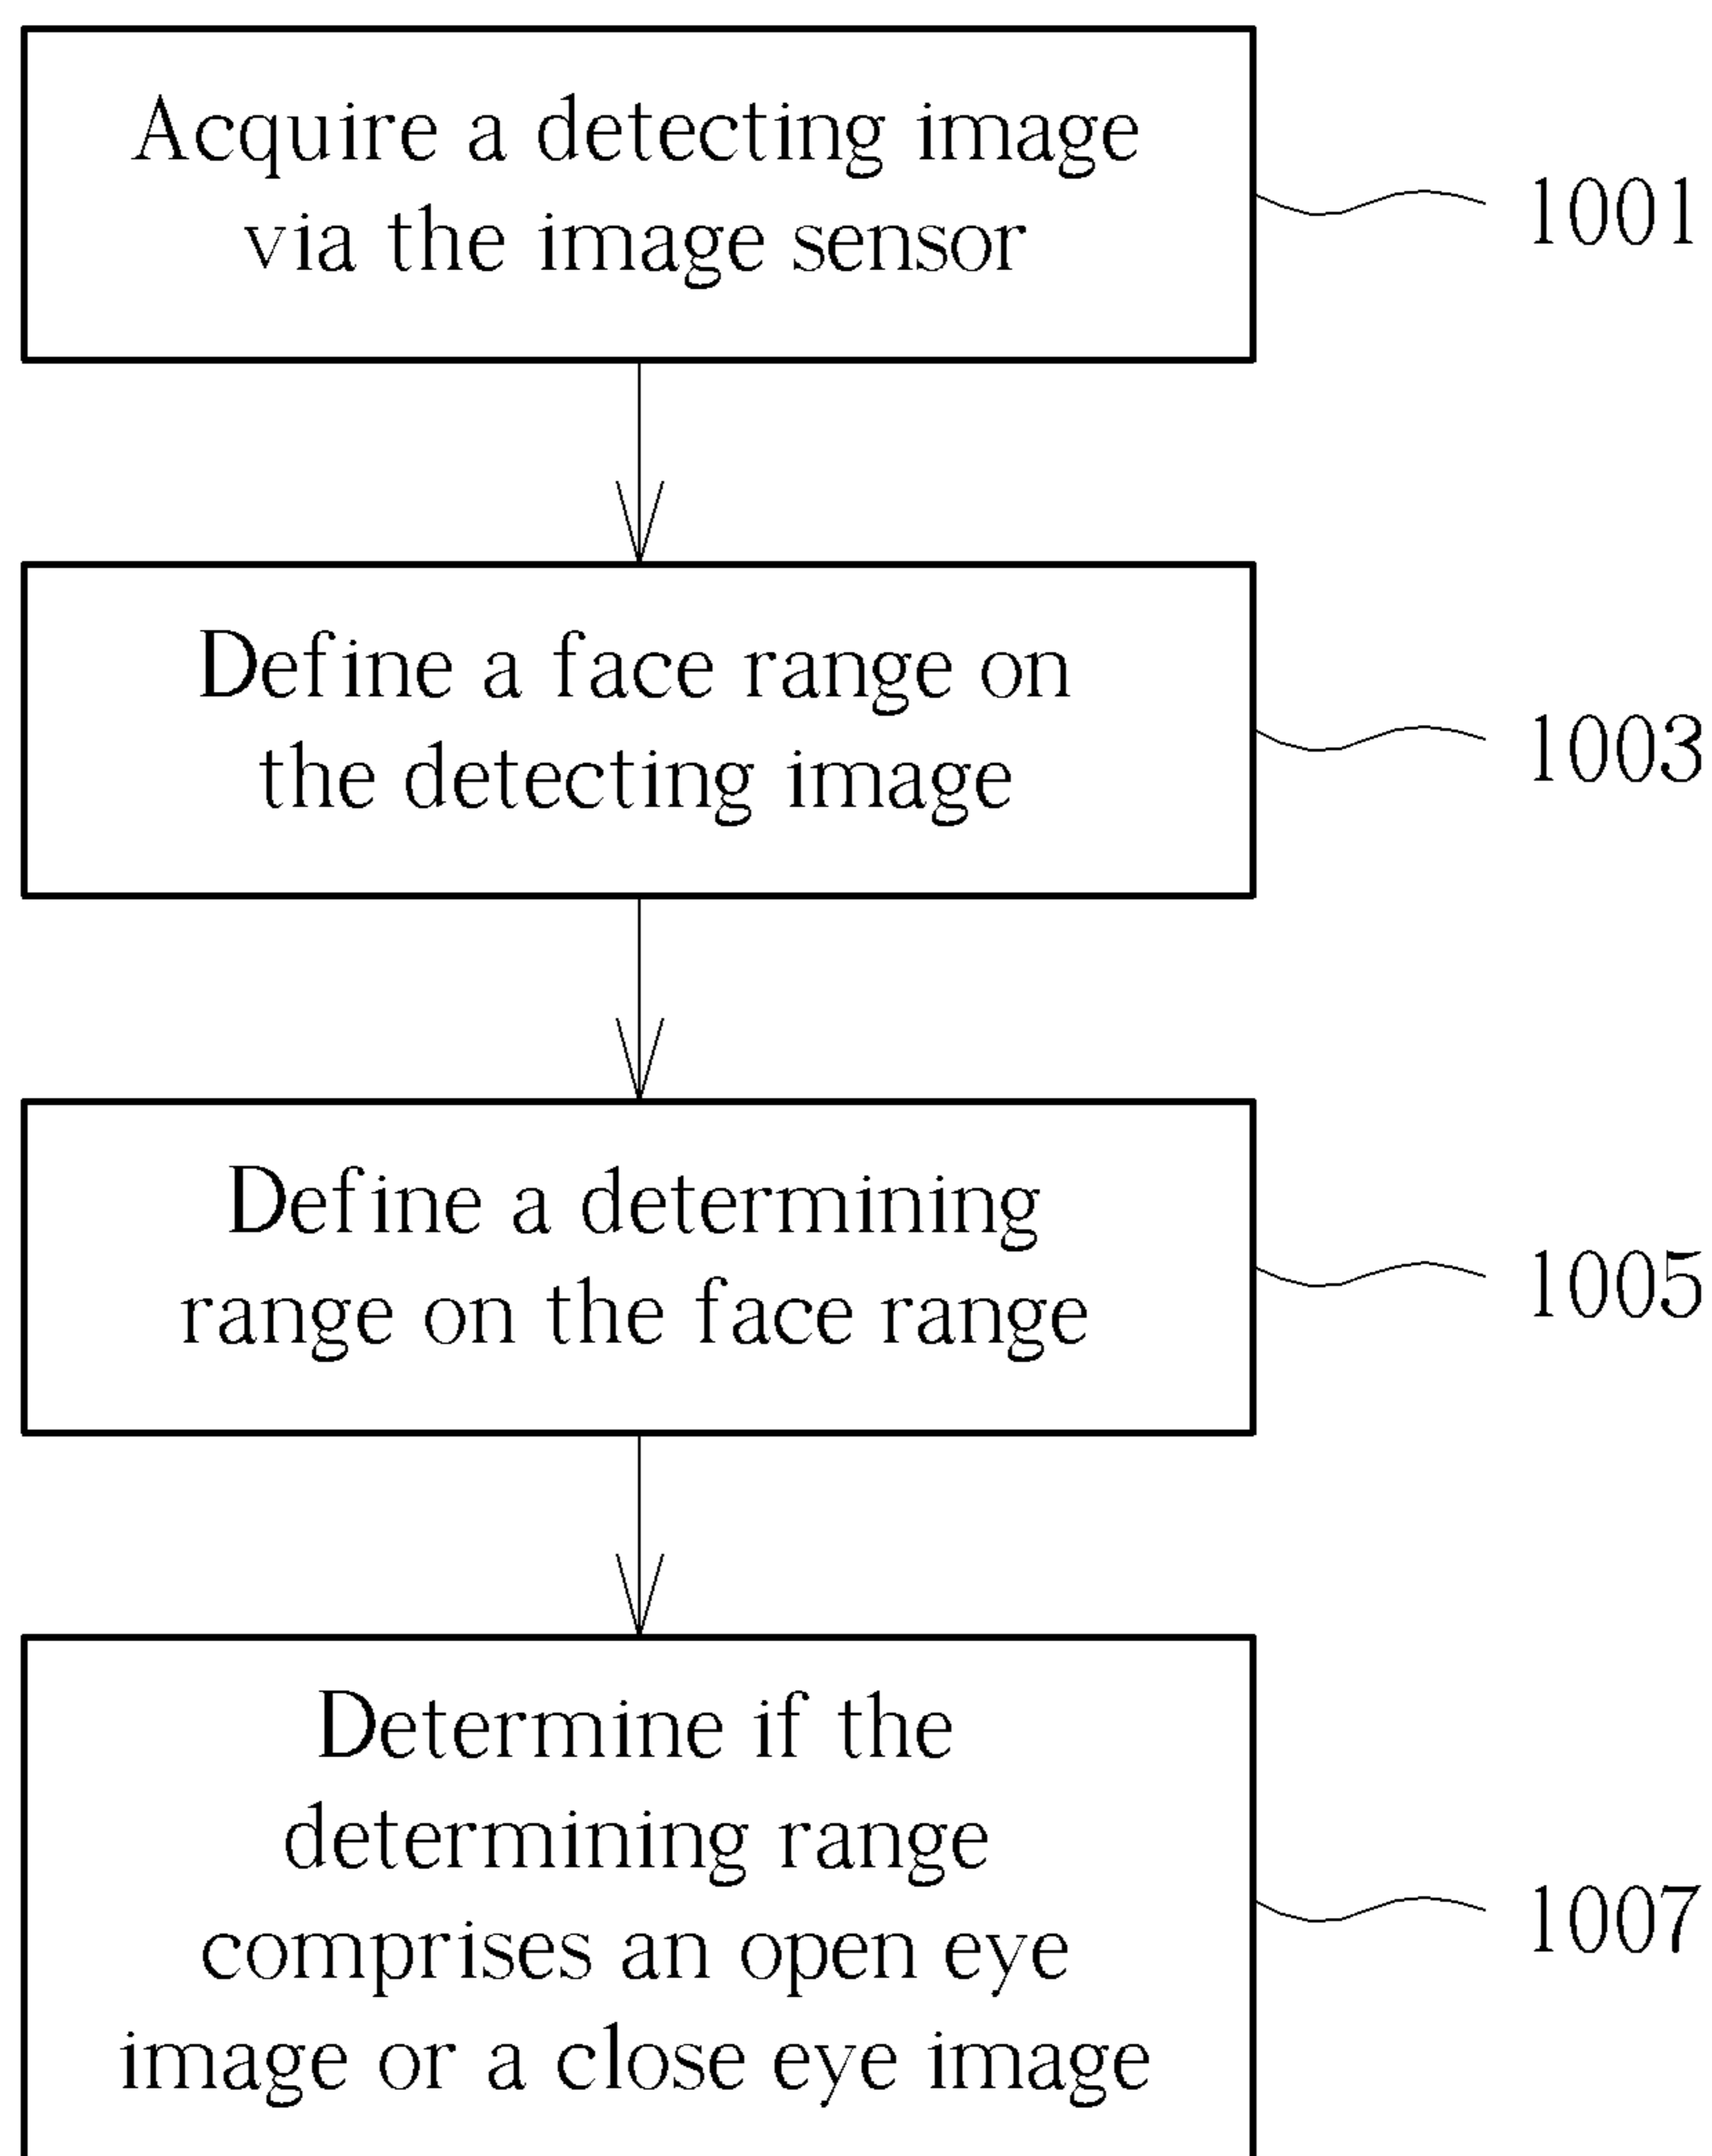 Acquire a detecting image
via the image sensor
1001
Define a face range on
the detecting image
1003
Define a determining
range on the face range
1005
Determine if the
determining range
comprises an open eye
image or a close eye image
1007